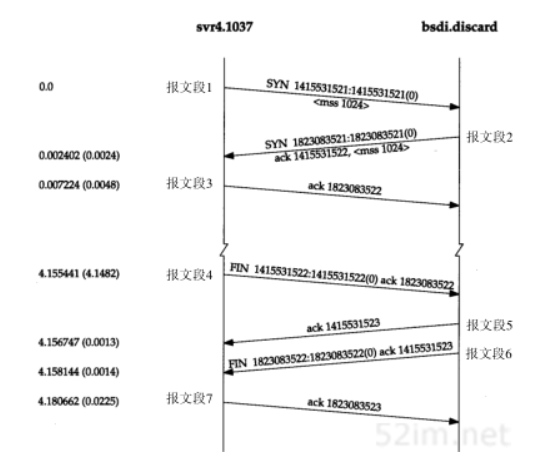 svr4.1037 bsdi.discard
0.0 报文段1 SYN 1415531521:1415531521(0)
<mss 1024>
SYN 1823083521:1823083521(0) 报文段2
0.002402 (0.0024) ack 1415531522, <mss 1024>
0.007224 (0.0048) 报文段3 ack 1823083522
4.155441 (4.1482) 报文段4 FIN 1415531522:1415531522(0) ack 1823083522
ack 1415531523 报文段5
4.156747 (0.0013)
FIN 1823083522:1823083522(0) ack 1415531523 报文段6
4.158144 (0.0014)
4.180662 (0.0225) 报文段7 ack 1823083523
52im.net